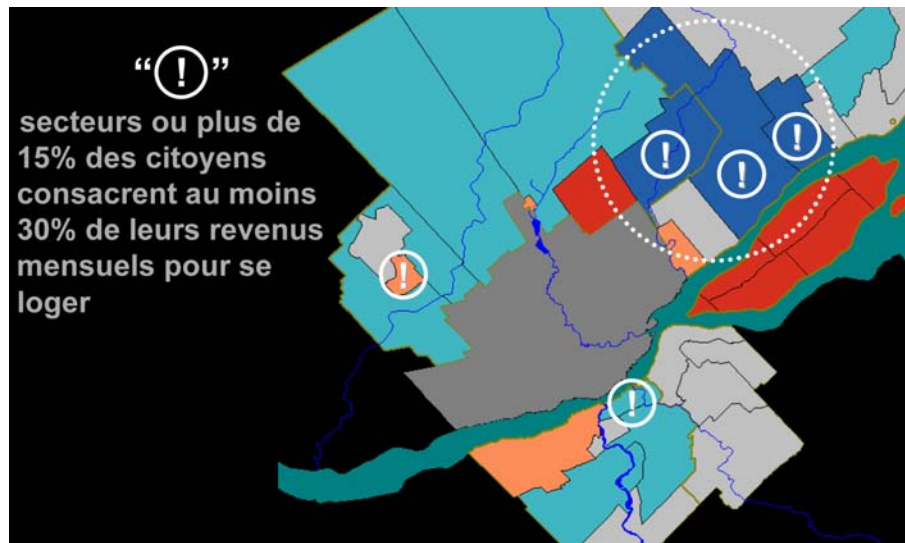 “!”
secteurs ou plus de
15% des citoyens
consacrent au moins
30% de leurs revenus
mensuels pour se
loger
!
!
!
!
!